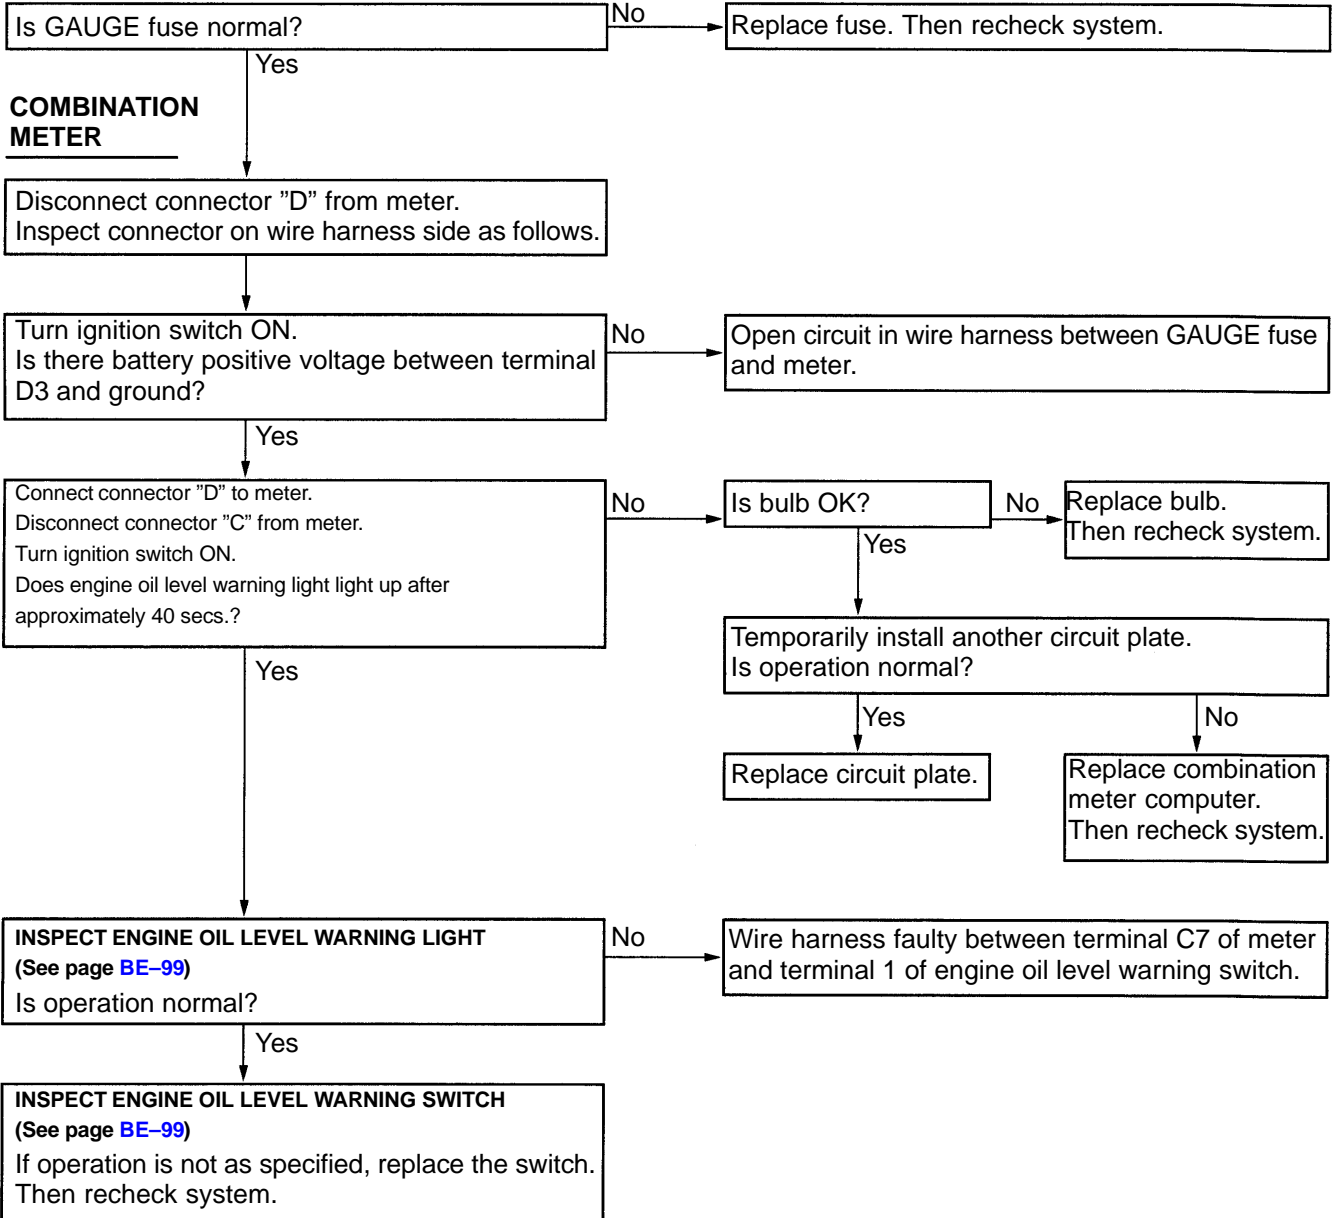 Is GAUGE fuse normal?
No
Replace fuse. Then recheck system.
Yes
COMBINATION
METER
Disconnect connector ”D” from meter.
Inspect connector on wire harness side as follows.
Turn ignition switch ON.
Is there battery positive voltage between terminal
D3 and ground?
No
Open circuit in wire harness between GAUGE fuse
and meter.
Yes
Connect connector ”D” to meter.
Disconnect connector ”C” from meter.
Turn ignition switch ON.
Does engine oil level warning light light up after
approximately 40 secs.?
No
Is bulb OK?
No
Replace bulb.
Then recheck system.
Yes
Temporarily install another circuit plate.
Is operation normal?
Yes
Replace circuit plate.
No
Replace combination
meter computer.
Then recheck system.
Yes
INSPECT ENGINE OIL LEVEL WARNING LIGHT
(See page BE–99)
Is operation normal?
No
Wire harness faulty between terminal C7 of meter
and terminal 1 of engine oil level warning switch.
Yes
INSPECT ENGINE OIL LEVEL WARNING SWITCH
(See page BE–99)
If operation is not as specified, replace the switch.
Then recheck system.